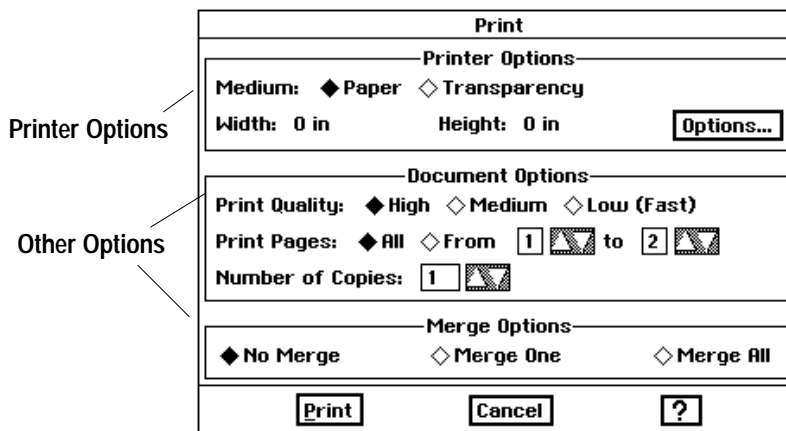 Print
Printer Options
Medium: Paper Transparency
Width: 0 in Height: 0 in Options...
Printer Options
Document Options
Print Quality: High Medium Low (Fast)
Other Options
Print Pages: All From 1 to 2
Number of Copies: 1
Merge Options
No Merge Merge One Merge All
Print Cancel ?